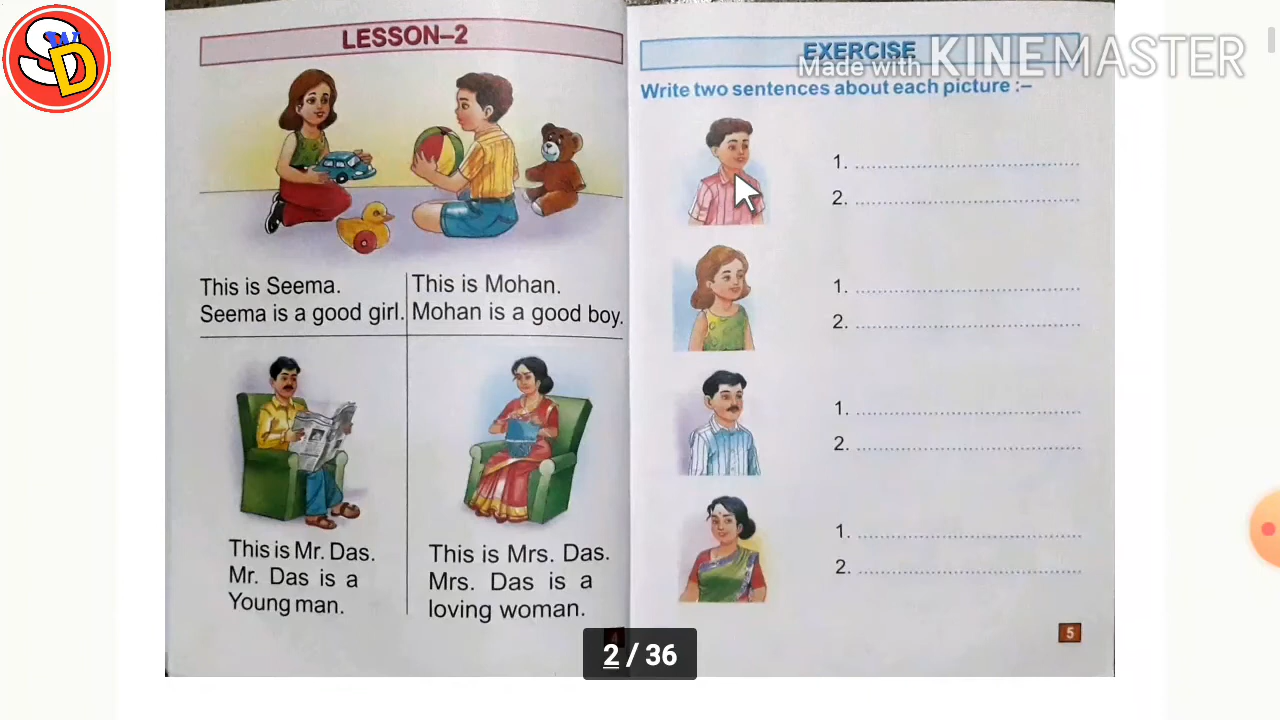 SWD
LESSON–2
This is Seema.
Seema is a good girl.
This is Mohan.
Mohan is a good boy.
This is Mr. Das.
Mr. Das is a
Young man.
This is Mrs. Das.
Mrs. Das is a
loving woman.
4
EXERCISE
Made with KINEMASTER
Write two sentences about each picture :–
1. ........................................
2. ........................................
1. ........................................
2. ........................................
1. ........................................
2. ........................................
1. ........................................
2. ........................................
5
2 / 36